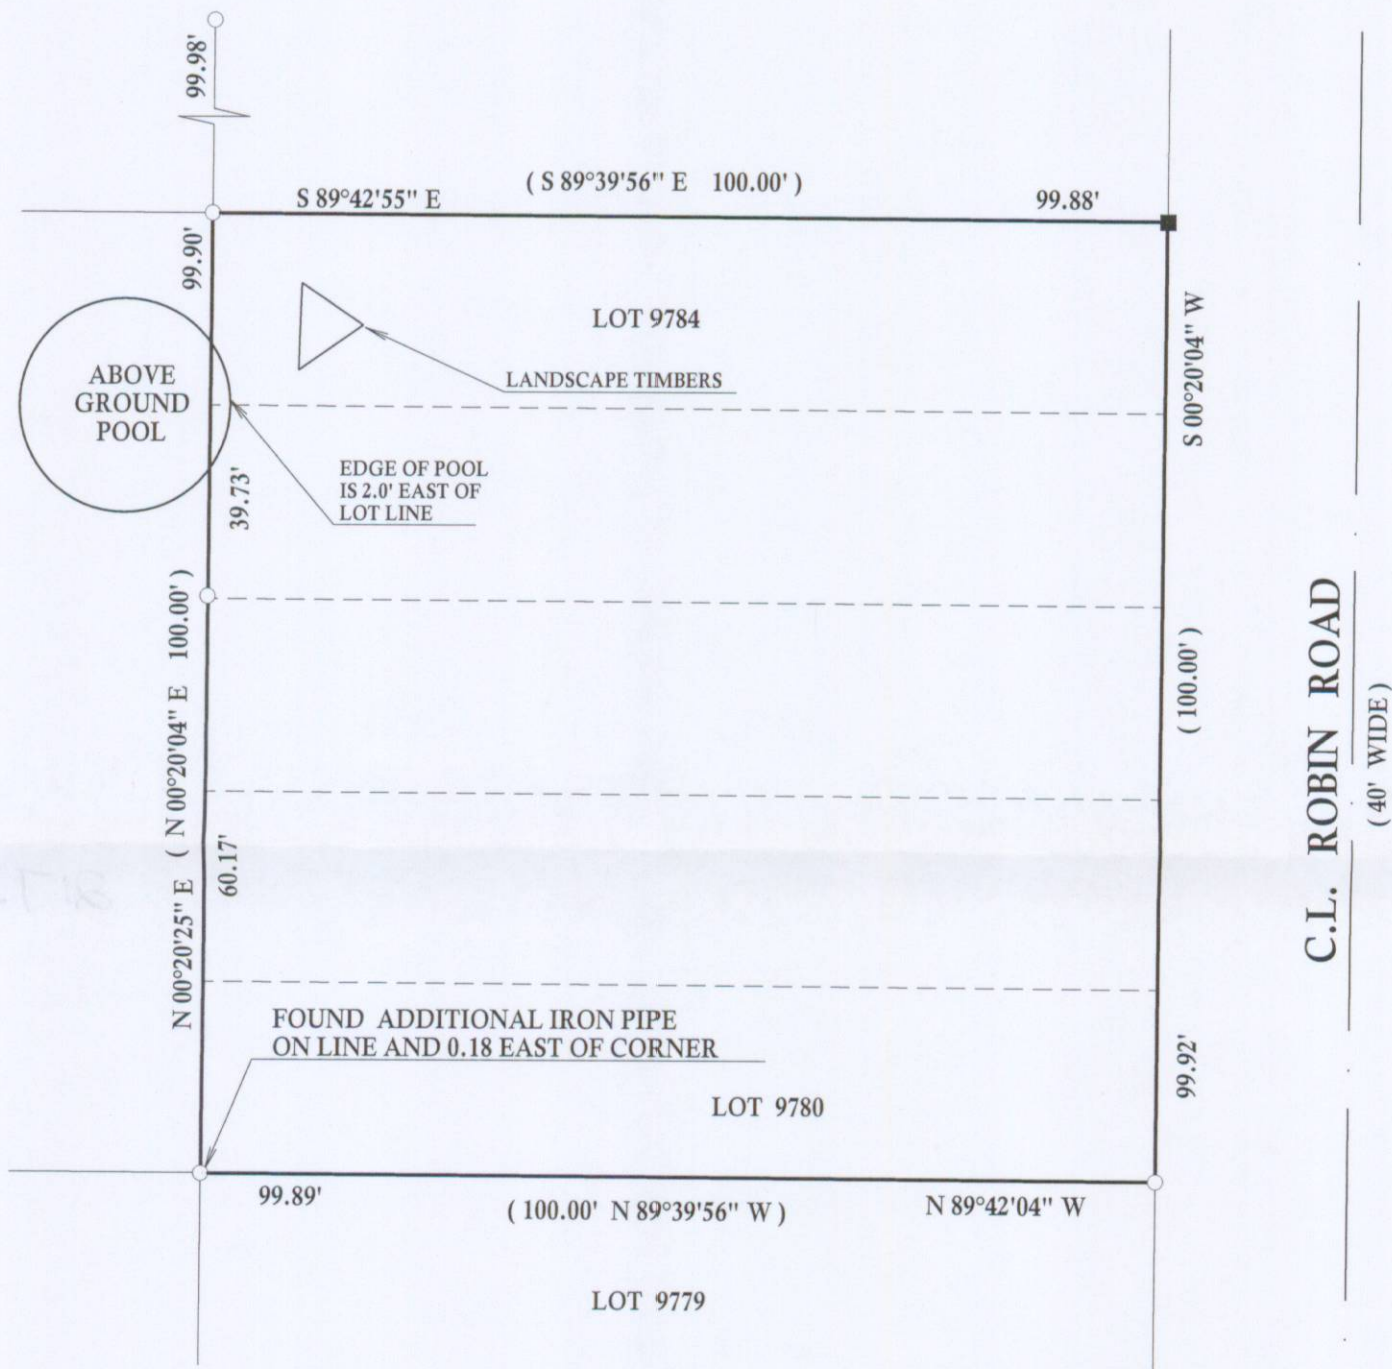 99.98'
( S 89°39'56" E 100.00' )
S 89°42'55" E
99.88'
99.90'
LOT 9784
S 00°20'04" W
ABOVE
GROUND
POOL
LANDSCAPE TIMBERS
EDGE OF POOL
IS 2.0' EAST OF
LOT LINE
39.73'
N 00°20'25" E ( N 00°20'04" E 100.00' )
( 100.00' )
C.L. ROBIN ROAD
( 40' WIDE )
60.17'
FOUND ADDITIONAL IRON PIPE
ON LINE AND 0.18 EAST OF CORNER
99.92'
LOT 9780
99.89'
( 100.00' N 89°39'56" W )
N 89°42'04" W
LOT 9779